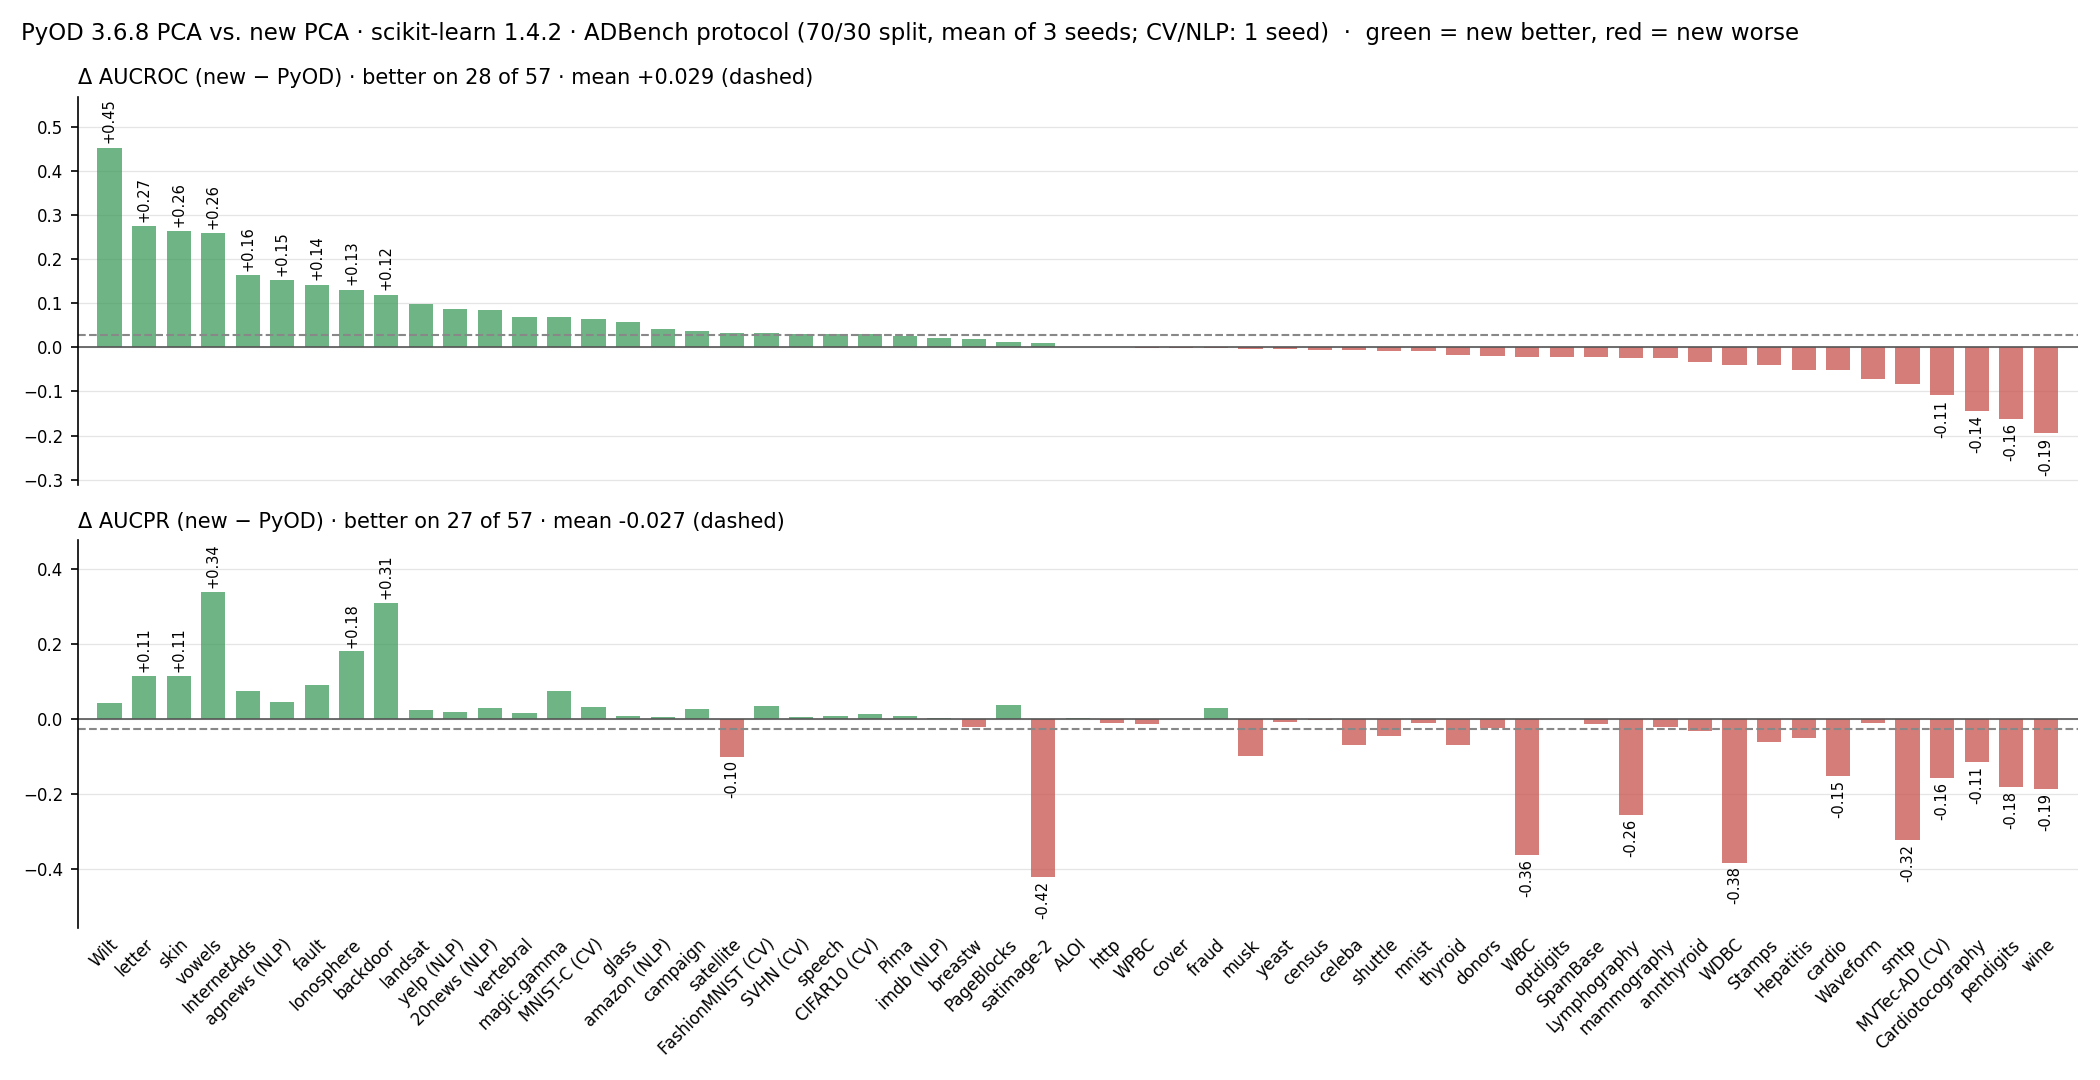 PyOD 3.6.8 PCA vs. new PCA · scikit-learn 1.4.2 · ADBench protocol (70/30 split, mean of 3 seeds; CV/NLP: 1 seed)  ·  green = new better, red = new worse
Δ AUCROC (new − PyOD) · better on 28 of 57 · mean +0.029 (dashed)
0.5
0.4
0.3
0.2
0.1
0.0
−0.1
−0.2
−0.3
+0.45
+0.27
+0.26
+0.26
+0.16
+0.15
+0.14
+0.13
+0.12
-0.11
-0.14
-0.16
-0.19
Δ AUCPR (new − PyOD) · better on 27 of 57 · mean -0.027 (dashed)
0.4
0.2
0.0
−0.2
−0.4
+0.11
+0.11
+0.34
+0.18
+0.31
-0.10
-0.42
-0.36
-0.26
-0.38
-0.15
-0.32
-0.16
-0.11
-0.18
-0.19
Wilt
letter
skin
vowels
InternetAds
agnews (NLP)
fault
Ionosphere
backdoor
landsat
yelp (NLP)
20news (NLP)
vertebral
magic.gamma
MNIST-C (CV)
glass
amazon (NLP)
campaign
satellite
FashionMNIST (CV)
SVHN (CV)
speech
CIFAR10 (CV)
Pima
imdb (NLP)
breastw
PageBlocks
satimage-2
ALOI
http
WPBC
cover
fraud
musk
yeast
census
celeba
shuttle
mnist
thyroid
donors
WBC
optdigits
SpamBase
Lymphography
mammography
annthyroid
WDBC
Stamps
Hepatitis
cardio
Waveform
smtp
MVTec-AD (CV)
Cardiotocography
pendigits
wine